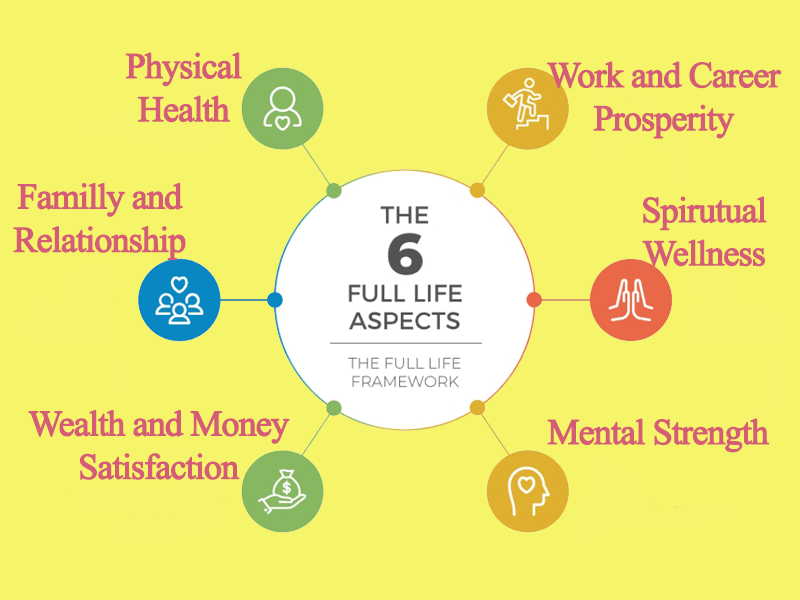 Physical
Health
Work and Career
Prosperity
Familly and
Relationship
Spirutual
Wellness
THE
6
FULL LIFE
ASPECTS
THE FULL LIFE
FRAMEWORK
Wealth and Money
Satisfaction
$
Mental Strength